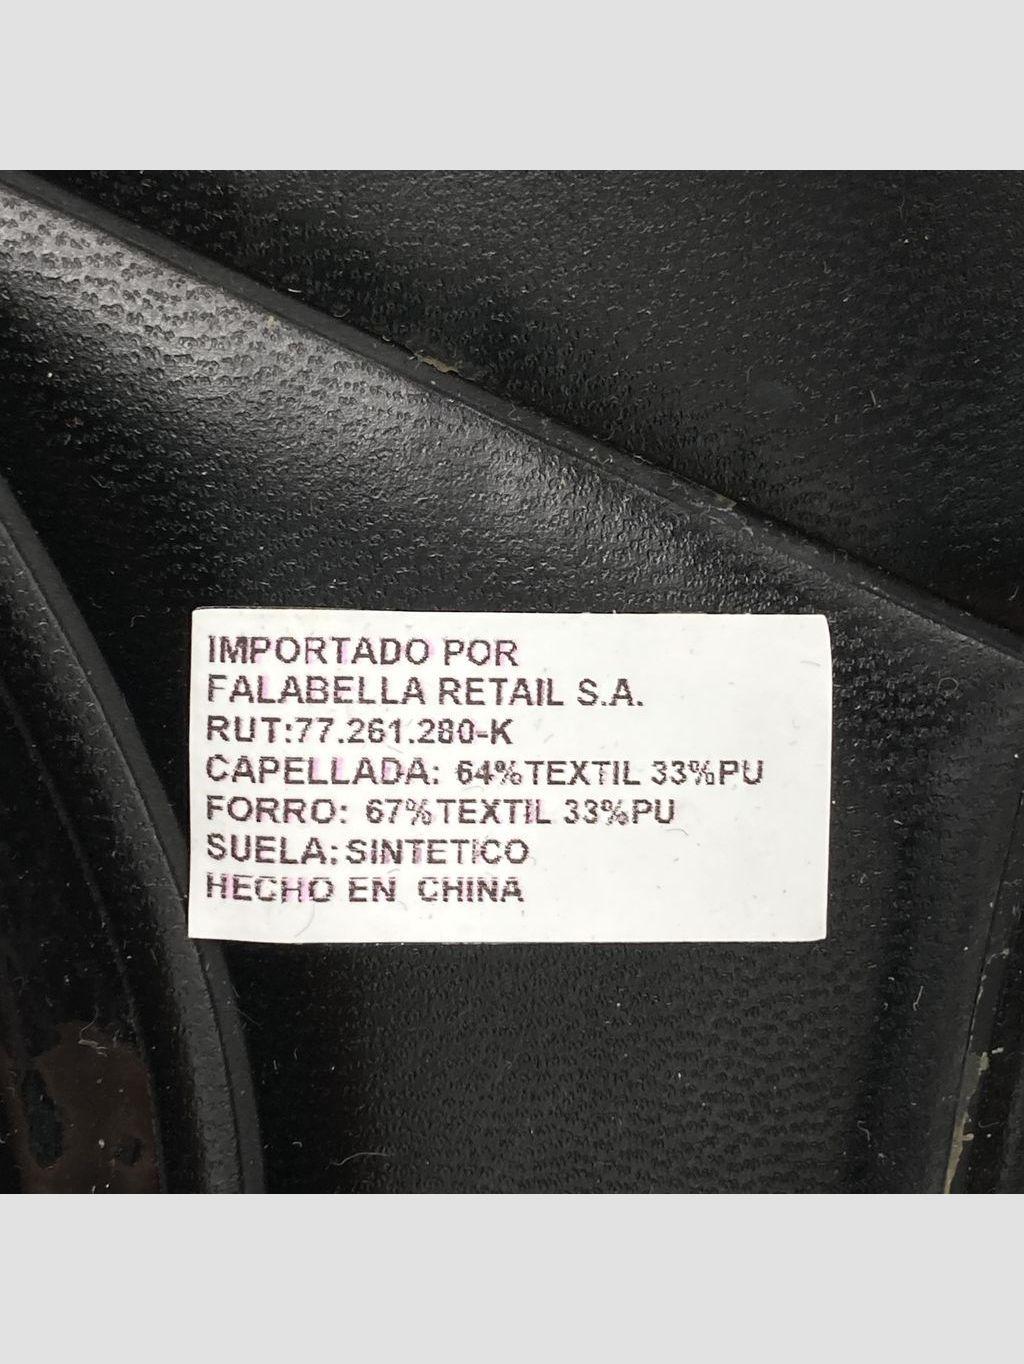 IMPORTADO POR
FALABELLA RETAIL S.A.
RUT:77.261.280-K
CAPELLADA: 64%TEXTIL 33%PU
FORRO: 67%TEXTIL 33%PU
SUELA:SINTETICO
HECHO EN CHINA